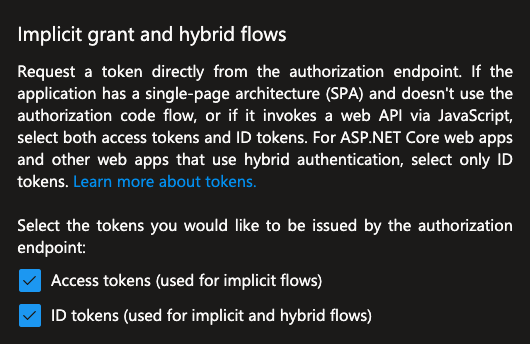 Implicit grant and hybrid flows
Request a token directly from the authorization endpoint. If the
application has a single-page architecture (SPA) and doesn't use the
authorization code flow, or if it invokes a web API via JavaScript,
select both access tokens and ID tokens. For ASP.NET Core web apps
and other web apps that use hybrid authentication, select only ID
tokens. Learn more about tokens.
Select the tokens you would like to be issued by the authorization
endpoint:
Access tokens (used for implicit flows)
ID tokens (used for implicit and hybrid flows)